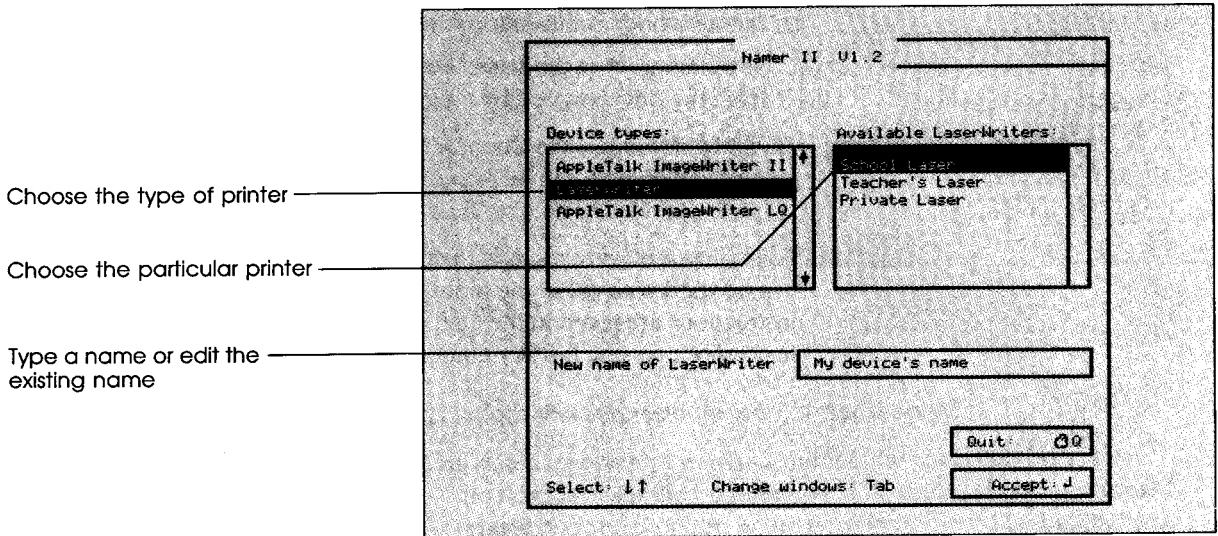 Namer II V1.2
Device types:
Available LaserWriters:
AppleTalk ImageWriter II
LaserWriter
AppleTalk ImageWriter LQ
School Laser
Teacher's Laser
Private Laser
Choose the type of printer
Choose the particular printer
Type a name or edit the
existing name
New name of LaserWriter
My device's name
Quit: Q
Select: ↓↑ Change windows: Tab
Accept: ↵